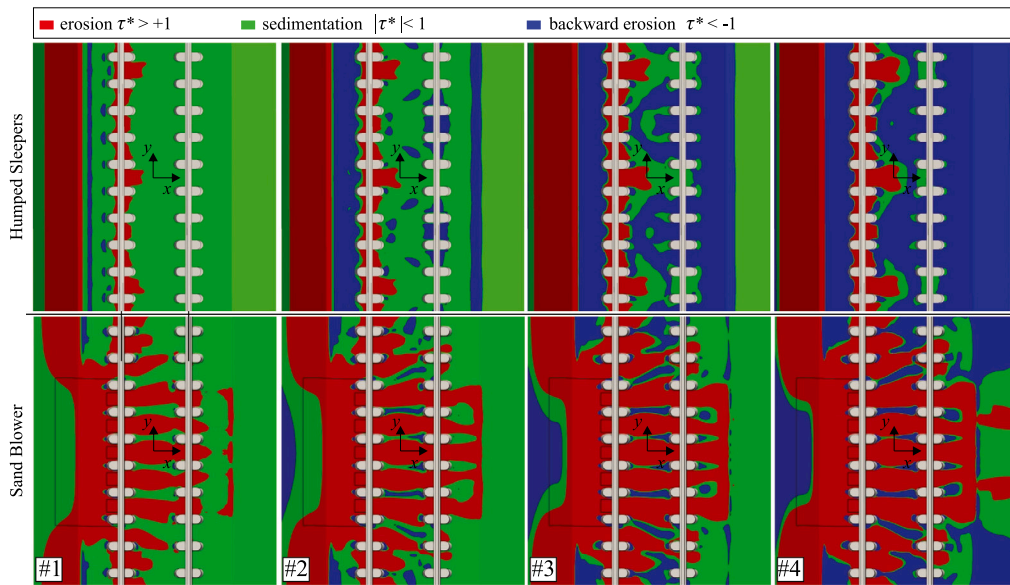 erosion τ* > +1 sedimentation |τ*| < 1 backward erosion τ* < -1
Humped Sleepers
y y y y
x x x x
Sand Blower
y y y y
x x x x
#1 #2 #3 #4